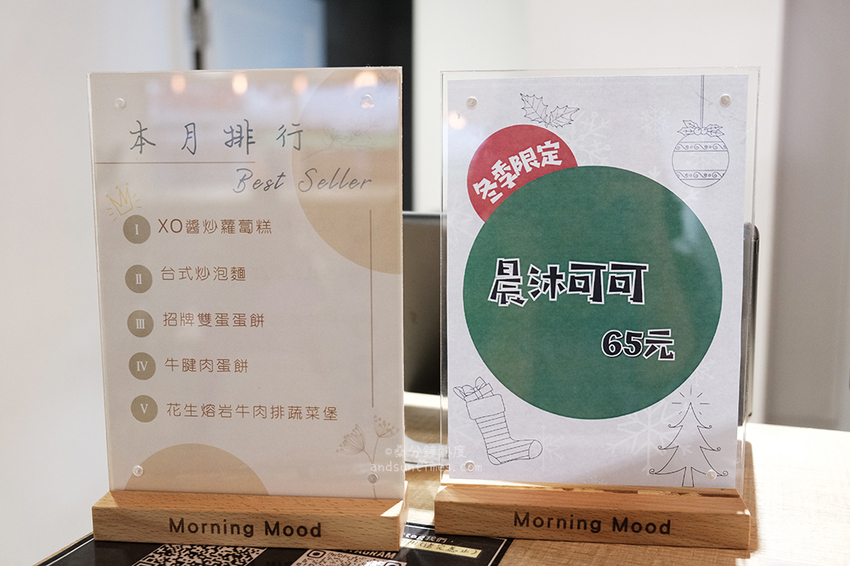 本月排行
Best Seller
I XO醬炒蘿蔔糕
II 台式炒泡麵
III 招牌雙蛋蛋餅
IV 牛腱肉蛋餅
V 花生熔岩牛肉排蔬菜堡
Morning Mood
冬季限定
晨沐可可
65元
Morning Mood